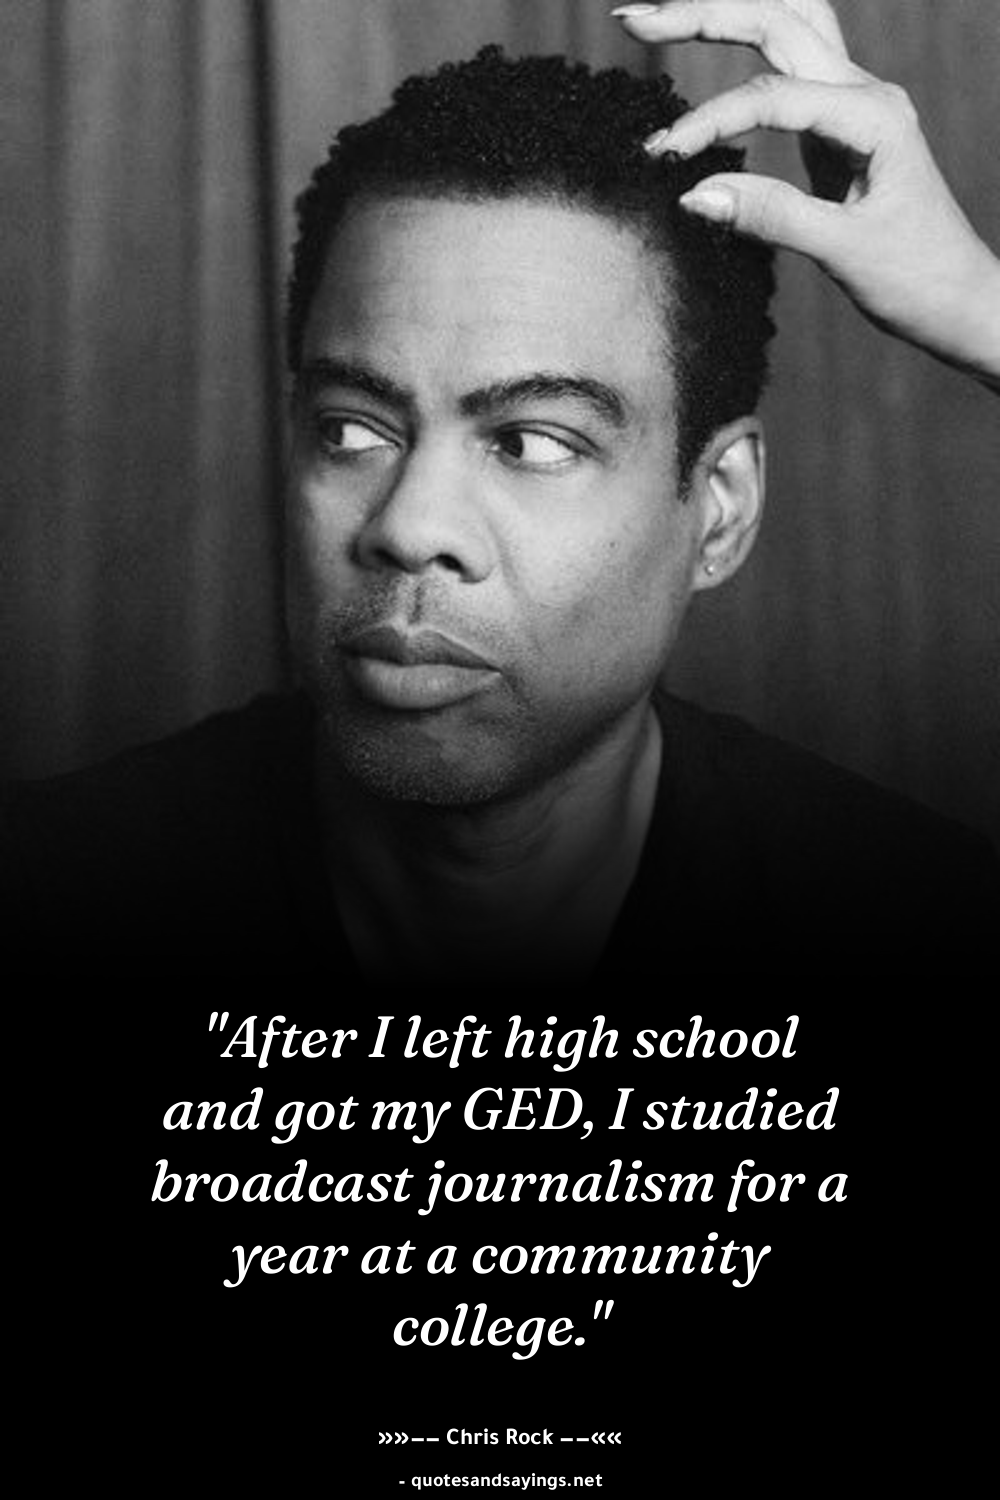 "After I left high school
and got my GED, I studied
broadcast journalism for a
year at a community
college."
»»–– Chris Rock ––««
- quotesandsayings.net